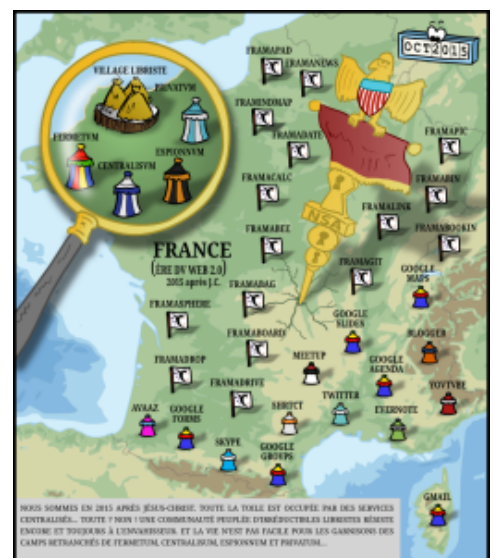 OCT2015
FRAMAPAD
FRAMANEWS
VILLAGE LIBRISTE
PRIVATVM
FERMETVM
ESPIONNVM
CENTRALISVM
FRAMINDMAP
FRAMADATE
FRAMAPIC
FRAMACALC
FRAMABIN
FRAMALINK
NSA
FRAMABEE
FRAMABOOKIN
FRANCE
(ÈRE DV WEB 2.0)
2015 après J.C.
FRAMAGIT
GOOGLE
MAPS
FRAMABAG
FRAMASPHERE
GOOGLE
SLIDES
FRAMABOARD
BLOGGER
MEETUP
FRAMADROP
GOOGLE
AGENDA
FRAMADRIVE
YOVTVBE
AVAAZ
GOOGLE
FORMS
TWITTER
EVERNOTE
SKYPE
GOOGLE
GROUPS
GMAIL
NOUS SOMMES EN 2015 APRÈS JÉSUS-CHRIST. TOUTE LA TOILE EST OCCUPÉE PAR DES SERVICES
CENTRALISÉS... TOUTE ? NON ! UNE COMMUNAUTÉ PEUPLÉE D'IRRÉDUCTIBLES LIBRISTES RÉSISTE
ENCORE ET TOUJOURS À L'ENVAHISSEUR. ET LA VIE N'EST PAS FACILE POUR LES GARNISONS DES
CAMPS RETRANCHÉS DE FERMETUM, CENTRALISUM, ESPIONNUM ET PRIVATUM...